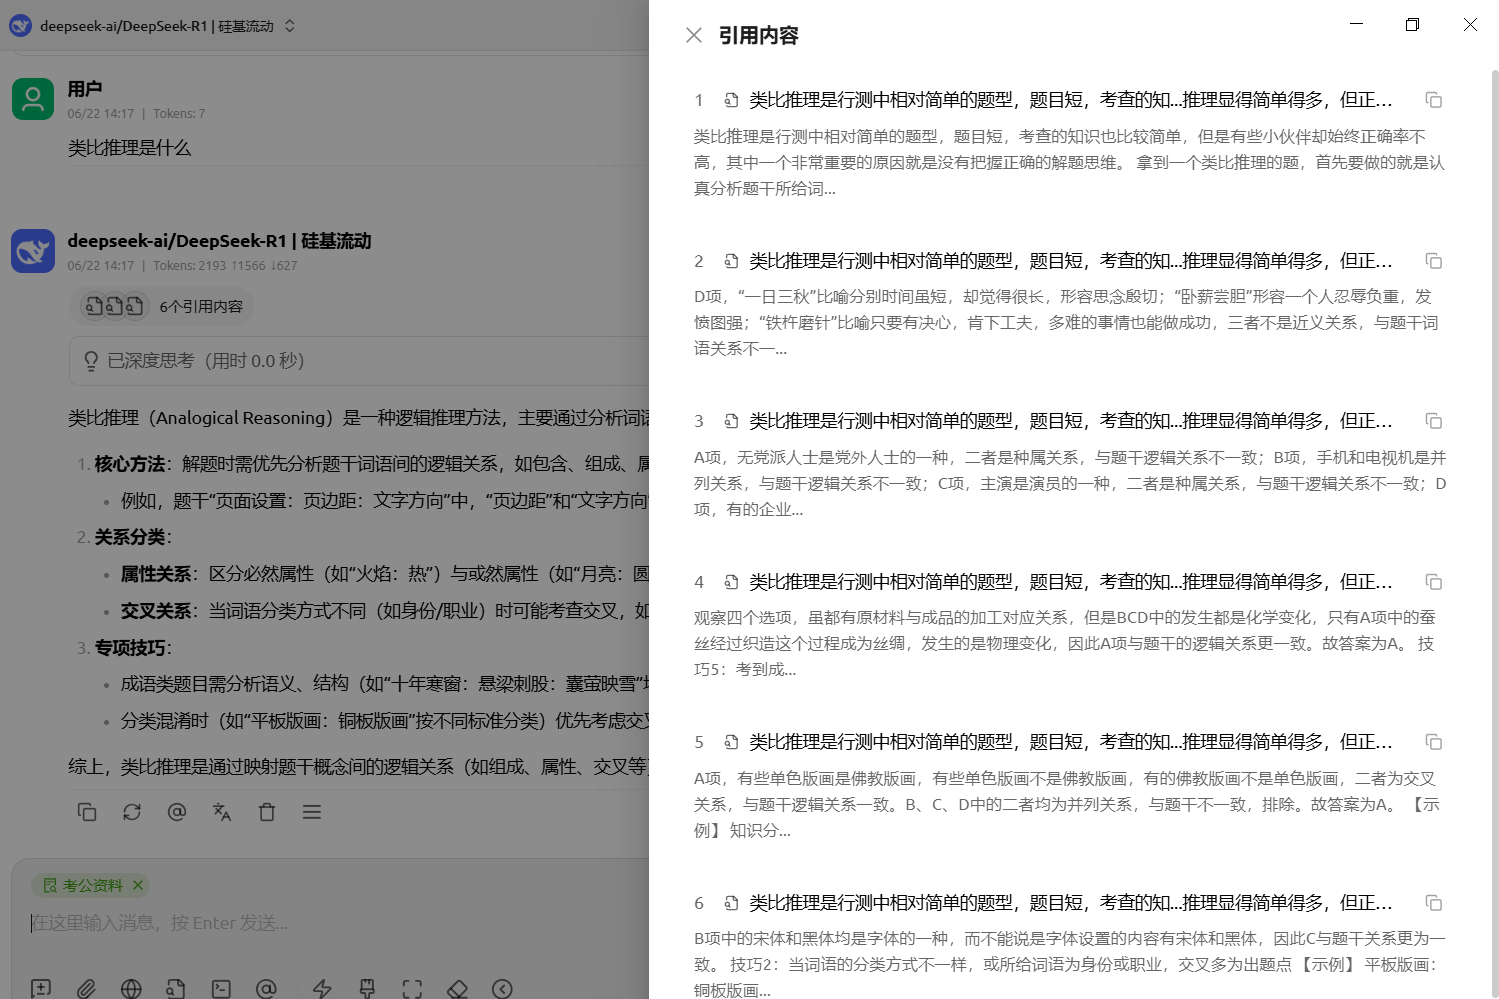 deepseek-ai/DeepSeek-R1 | 硅基流动
用户
06/22 14:17 | Tokens: 7
类比推理是什么
deepseek-ai/DeepSeek-R1 | 硅基流动
06/22 14:17 | Tokens: 2193 ↑1566 ↓627
6个引用内容
已深度思考（用时 0.0 秒）
类比推理（Analogical Reasoning）是一种逻辑推理方法，主要通过分析词语
1. 核心方法：解题时需优先分析题干词语间的逻辑关系，如包含、组成、属
• 例如，题干“页面设置：页边距：文字方向”中，“页边距”和“文字方向”
2. 关系分类：
• 属性关系：区分必然属性（如“火焰：热”）与或然属性（如“月亮：圆
• 交叉关系：当词语分类方式不同（如身份/职业）时可能考查交叉，如
3. 专项技巧：
• 成语类题目需分析语义、结构（如“十年寒窗：悬梁刺股：囊萤映雪”
• 分类混淆时（如“平板版画：铜板版画”按不同标准分类）优先考虑交叉
综上，类比推理是通过映射题干概念间的逻辑关系（如组成、属性、交叉等）
考公资料 ×
在这里输入消息，按 Enter 发送...
引用内容
1 类比推理是行测中相对简单的题型，题目短，考查的知...推理显得简单得多，但正...
类比推理是行测中相对简单的题型，题目短，考查的知识也比较简单，但是有些小伙伴却始终正确率不
高，其中一个非常重要的原因就是没有把握正确的解题思维。 拿到一个类比推理的题，首先要做的就是认
真分析题干所给词...
2 类比推理是行测中相对简单的题型，题目短，考查的知...推理显得简单得多，但正...
D项，“一日三秋”比喻分别时间虽短，却觉得很长，形容思念殷切；“卧薪尝胆”形容一个人忍辱负重，发
愤图强；“铁杵磨针”比喻只要有决心，肯下工夫，多难的事情也能做成功，三者不是近义关系，与题干词
语关系不一...
3 类比推理是行测中相对简单的题型，题目短，考查的知...推理显得简单得多，但正...
A项，无党派人士是党外人士的一种，二者是种属关系，与题干逻辑关系不一致；B项，手机和电视机是并
列关系，与题干逻辑关系不一致；C项，主演是演员的一种，二者是种属关系，与题干逻辑关系不一致；D
项，有的企业...
4 类比推理是行测中相对简单的题型，题目短，考查的知...推理显得简单得多，但正...
观察四个选项，虽都有原材料与成品的加工对应关系，但是BCD中的发生都是化学变化，只有A项中的蚕
丝经过织造这个过程成为丝绸，发生的是物理变化，因此A项与题干的逻辑关系更一致。故答案为A。 技
巧5：考到成...
5 类比推理是行测中相对简单的题型，题目短，考查的知...推理显得简单得多，但正...
A项，有些单色版画是佛教版画，有些单色版画不是佛教版画，有的佛教版画不是单色版画，二者为交叉
关系，与题干逻辑关系一致。B、C、D中的二者均为并列关系，与题干不一致，排除。故答案为A。 【示
例】 知识分...
6 类比推理是行测中相对简单的题型，题目短，考查的知...推理显得简单得多，但正...
B项中的宋体和黑体均是字体的一种，而不能说是字体设置的内容有宋体和黑体，因此C与题干关系更为一
致。 技巧2：当词语的分类方式不一样，或所给词语为身份或职业，交叉多为出题点 【示例】 平板版画：
铜板版画...